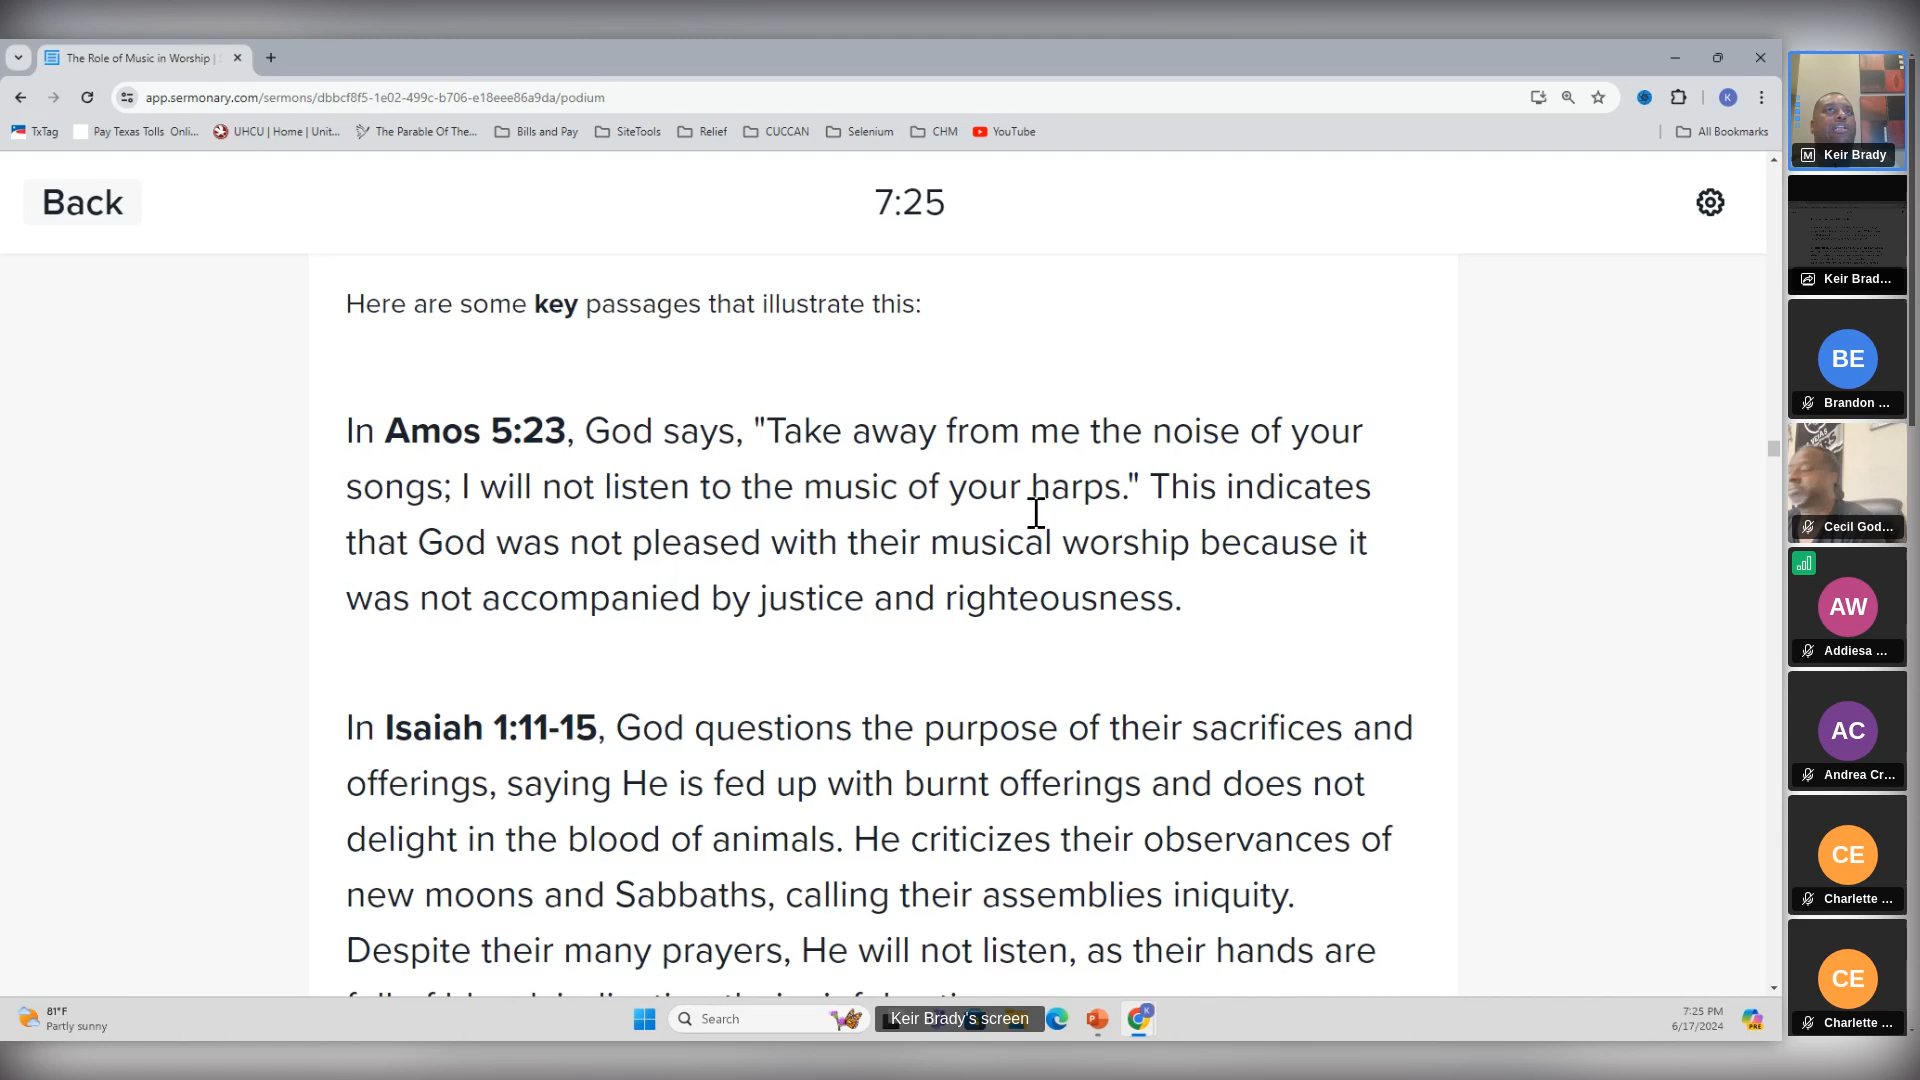 The Role of Music in Worship |
app.sermonary.com/sermons/dbbcf8f5-1e02-499c-b706-e18eee86a9da/podium
K
TxTag
Pay Texas Tolls Onli...
UHCU | Home | Unit...
The Parable Of The...
Bills and Pay
SiteTools
Relief
CUCCAN
Selenium
CHM
YouTube
All Bookmarks
Back
7:25
Here are some key passages that illustrate this:
In Amos 5:23, God says, "Take away from me the noise of your
songs; I will not listen to the music of your harps." This indicates
that God was not pleased with their musical worship because it
was not accompanied by justice and righteousness.
In Isaiah 1:11-15, God questions the purpose of their sacrifices and
offerings, saying He is fed up with burnt offerings and does not
delight in the blood of animals. He criticizes their observances of
new moons and Sabbaths, calling their assemblies iniquity.
Despite their many prayers, He will not listen, as their hands are
Keir Brady
Keir Brad...
BE
Brandon ...
Cecil God...
AW
Addiesa ...
AC
Andrea Cr...
CE
Charlette ...
CE
Charlette ...
81°F
Partly sunny
Search
Keir Brady's screen
7:25 PM
6/17/2024
PRE